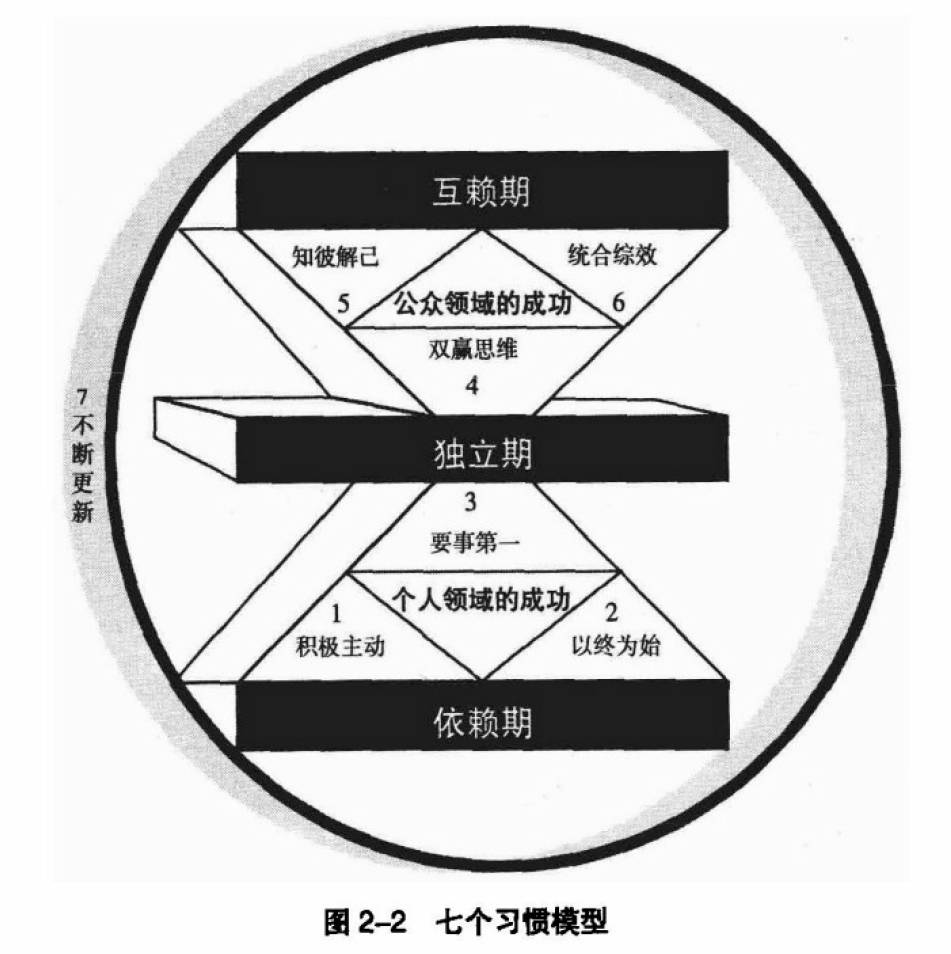 互赖期
知彼解己
统合综效
5
公众领域的成功
6
双赢思维
4
7
不断更新
独立期
3
要事第一
个人领域的成功
1
2
积极主动
以终为始
依赖期
图2-2 七个习惯模型